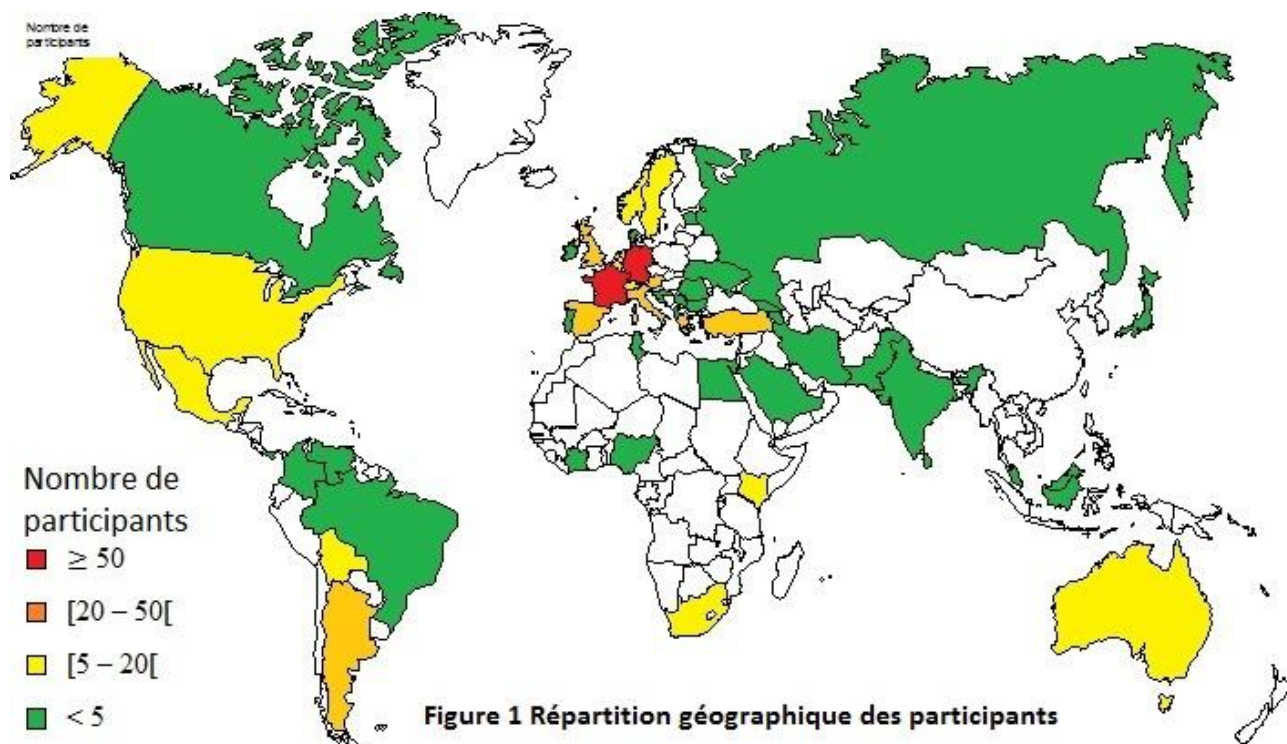 Nombre de
participants
Nombre de
participants
≥ 50
[20 – 50[
[5 – 20[
< 5
Figure 1 Répartition géographique des participants